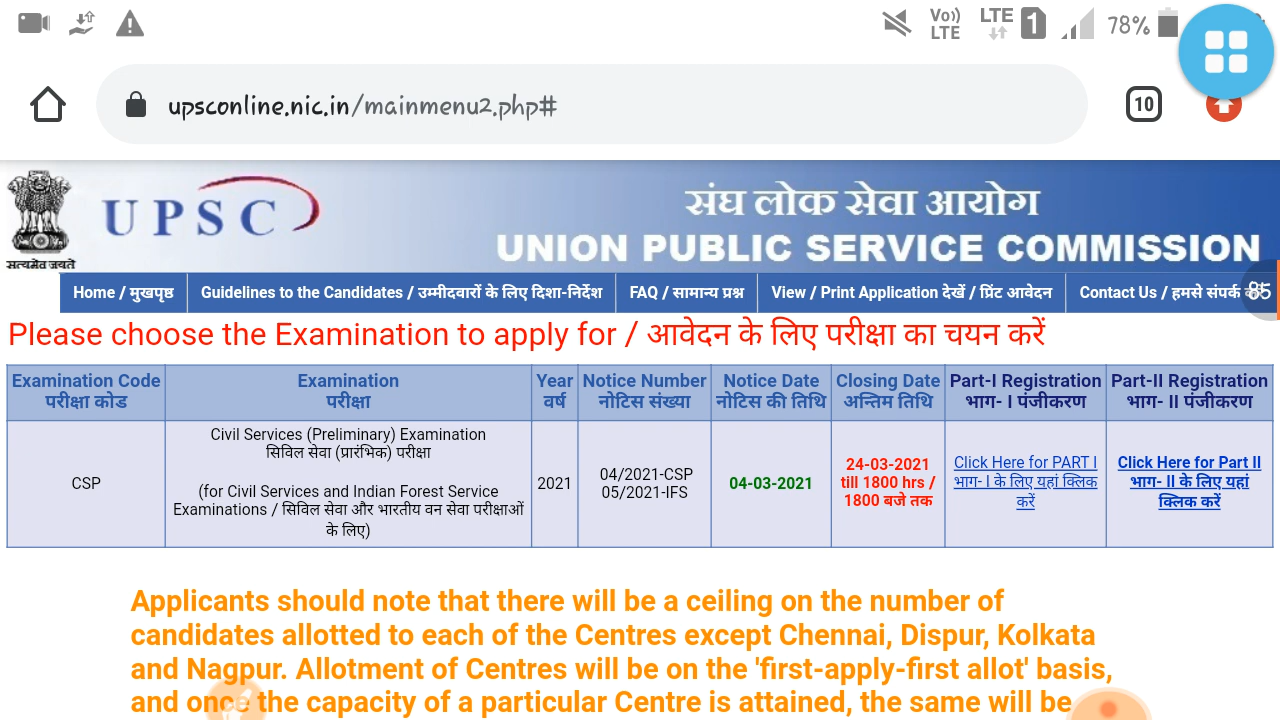 Vo)) LTE 1 78%
LTE
upsconline.nic.in/mainmenu2.php# 10
सत्यमेव जयते
UPSC
संघ लोक सेवा आयोग
UNION PUBLIC SERVICE COMMISSION
Home / मुखपृष्ठ Guidelines to the Candidates / उम्मीदवारों के लिए दिशा-निर्देश FAQ / सामान्य प्रश्न View / Print Application देखें / प्रिंट आवेदन Contact Us / हमसे संपर्क
85
Please choose the Examination to apply for / आवेदन के लिए परीक्षा का चयन करें
Examination Code Examination Year Notice Number Notice Date Closing Date Part-I Registration Part-II Registration
परीक्षा कोड परीक्षा वर्ष नोटिस संख्या नोटिस की तिथि अन्तिम तिथि भाग- I पंजीकरण भाग- II पंजीकरण
CSP
Civil Services (Preliminary) Examination
सिविल सेवा (प्रारंभिक) परीक्षा
(for Civil Services and Indian Forest Service
Examinations / सिविल सेवा और भारतीय वन सेवा परीक्षाओं
के लिए)
2021
04/2021-CSP
05/2021-IFS
04-03-2021
24-03-2021
till 1800 hrs /
1800 बजे तक
Click Here for PART I
भाग- I के लिए यहां क्लिक
करें
Click Here for Part II
भाग- II के लिए यहां
क्लिक करें
Applicants should note that there will be a ceiling on the number of
candidates allotted to each of the Centres except Chennai, Dispur, Kolkata
and Nagpur. Allotment of Centres will be on the 'first-apply-first allot' basis,
and once the capacity of a particular Centre is attained, the same will be